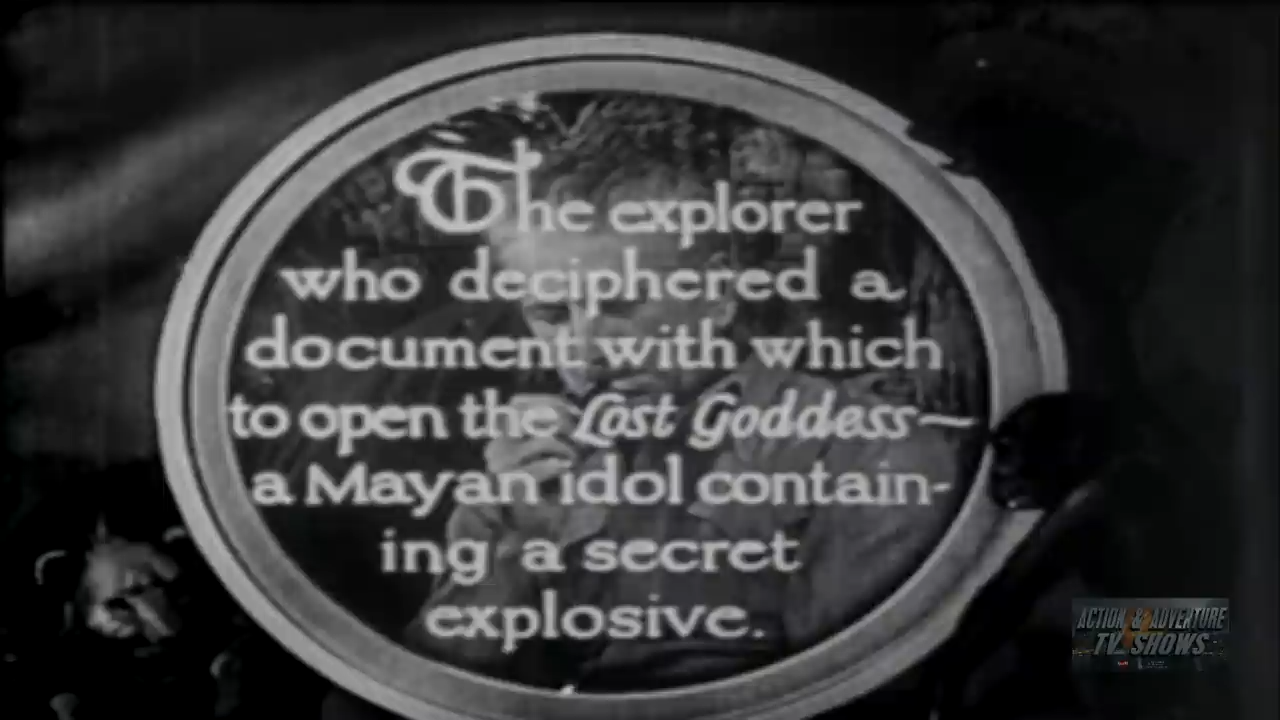 The explorer
who deciphered a
document with which
to open the Lost Goddess—
a Mayan idol contain-
ing a secret
explosive.
ACTION & ADVENTURE
TV SHOWS